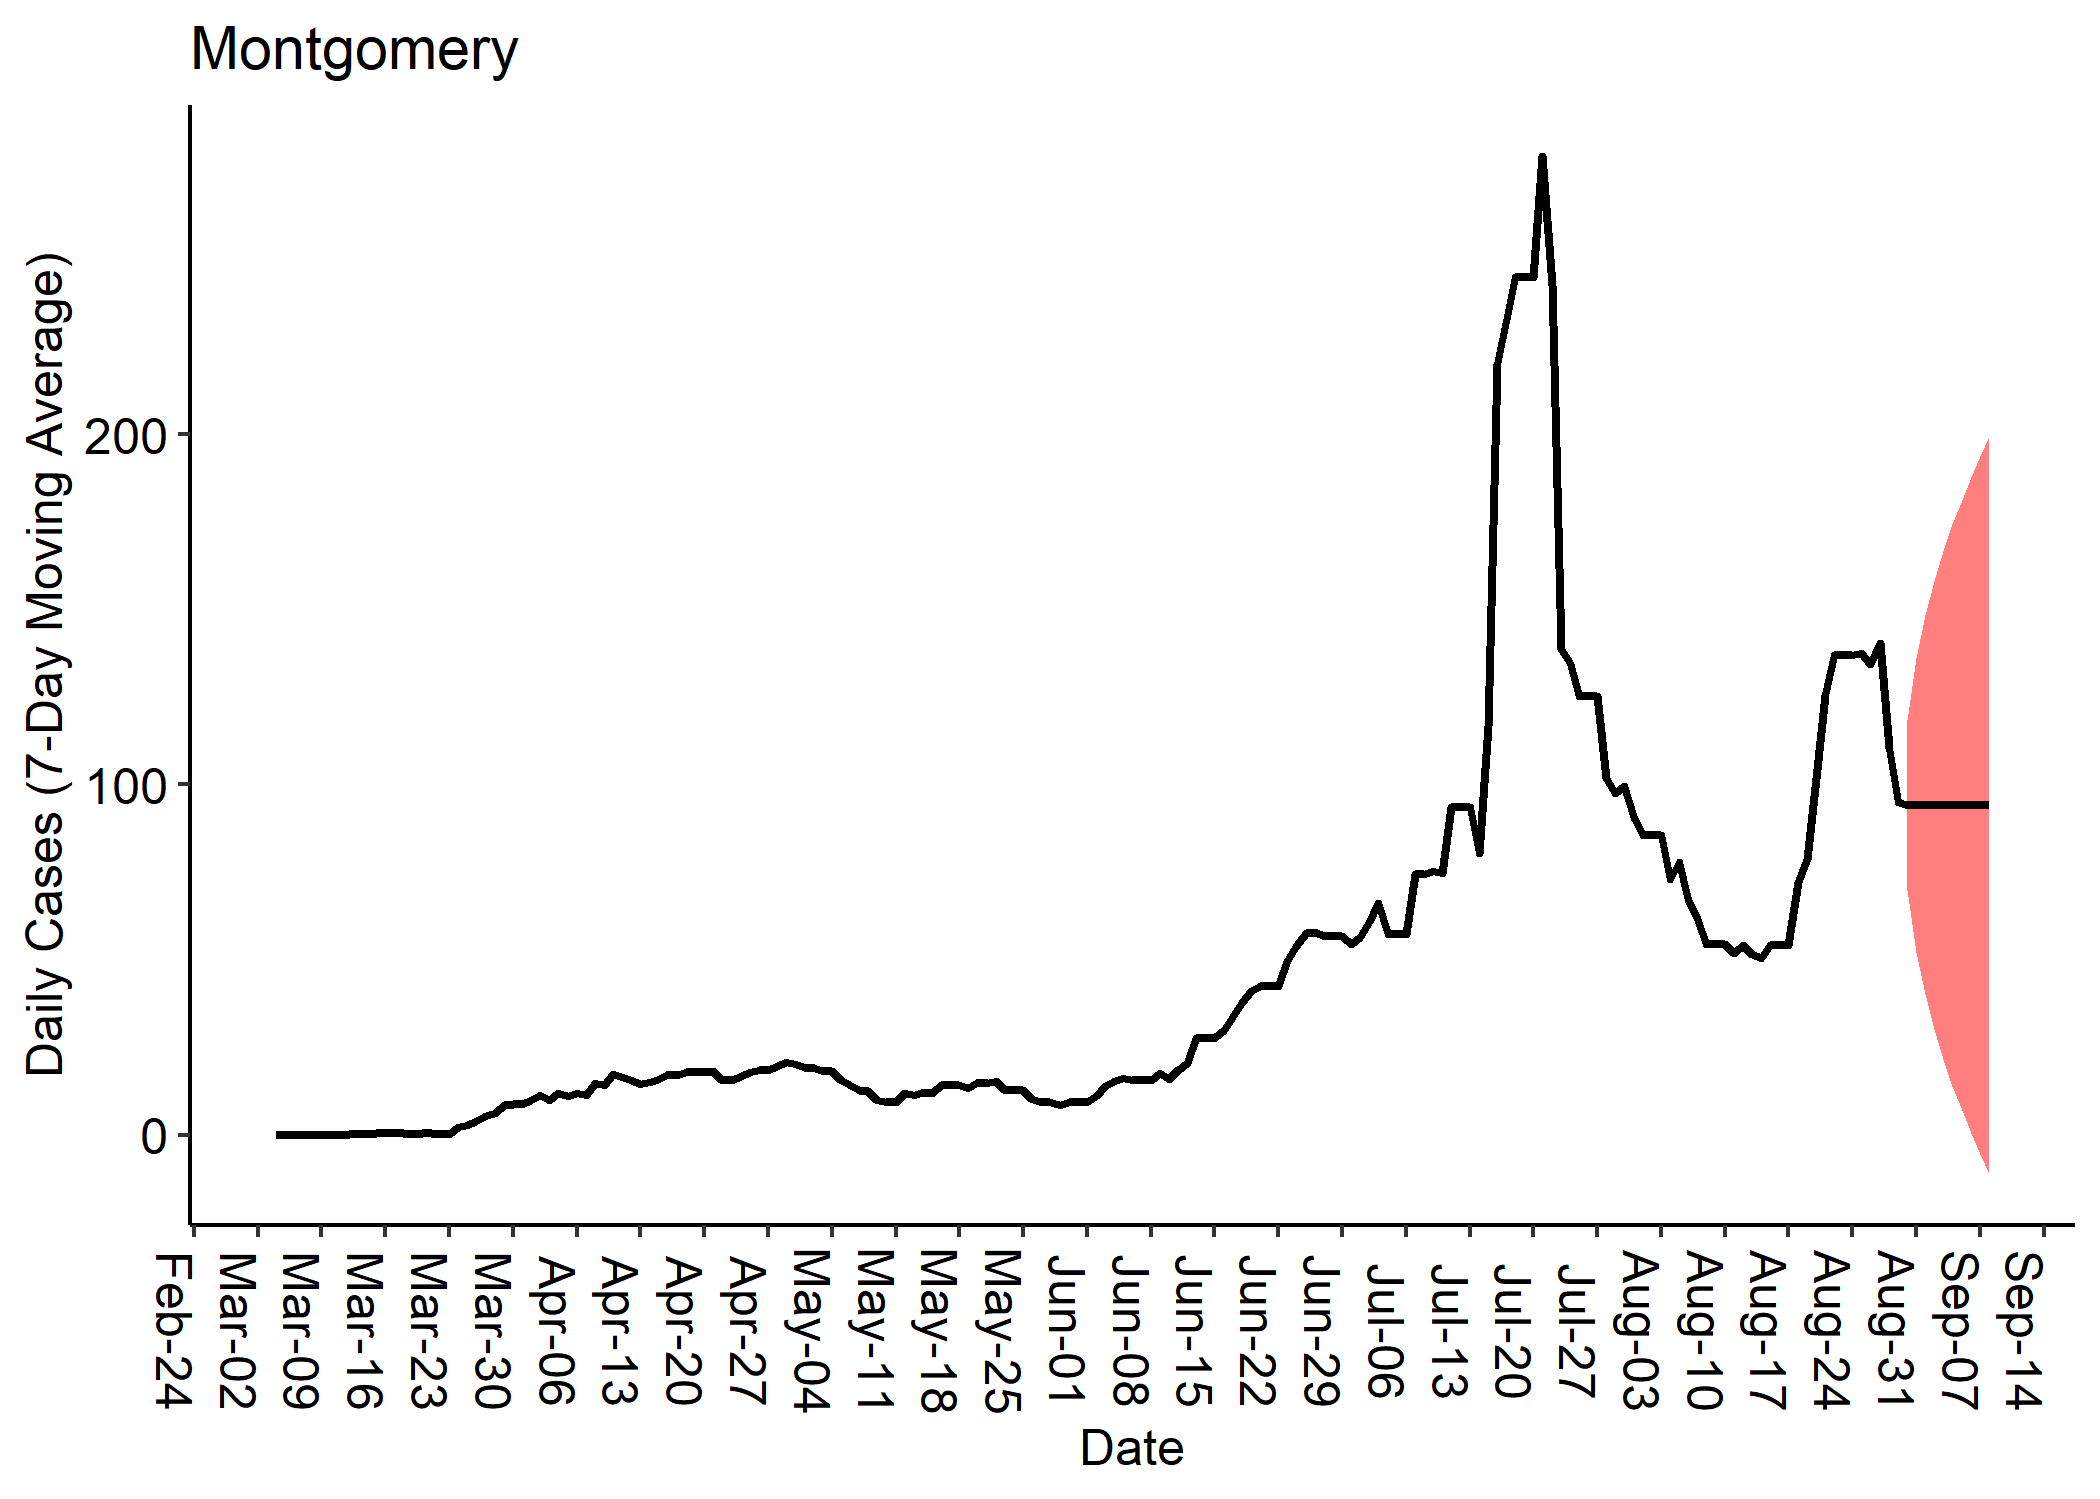 Montgomery
Daily Cases (7-Day Moving Average)
200
100
0
Feb-24
Mar-02
Mar-09
Mar-16
Mar-23
Mar-30
Apr-06
Apr-13
Apr-20
Apr-27
May-04
May-11
May-18
May-25
Jun-01
Jun-08
Jun-15
Jun-22
Jun-29
Jul-06
Jul-13
Jul-20
Jul-27
Aug-03
Aug-10
Aug-17
Aug-24
Aug-31
Sep-07
Sep-14
Date